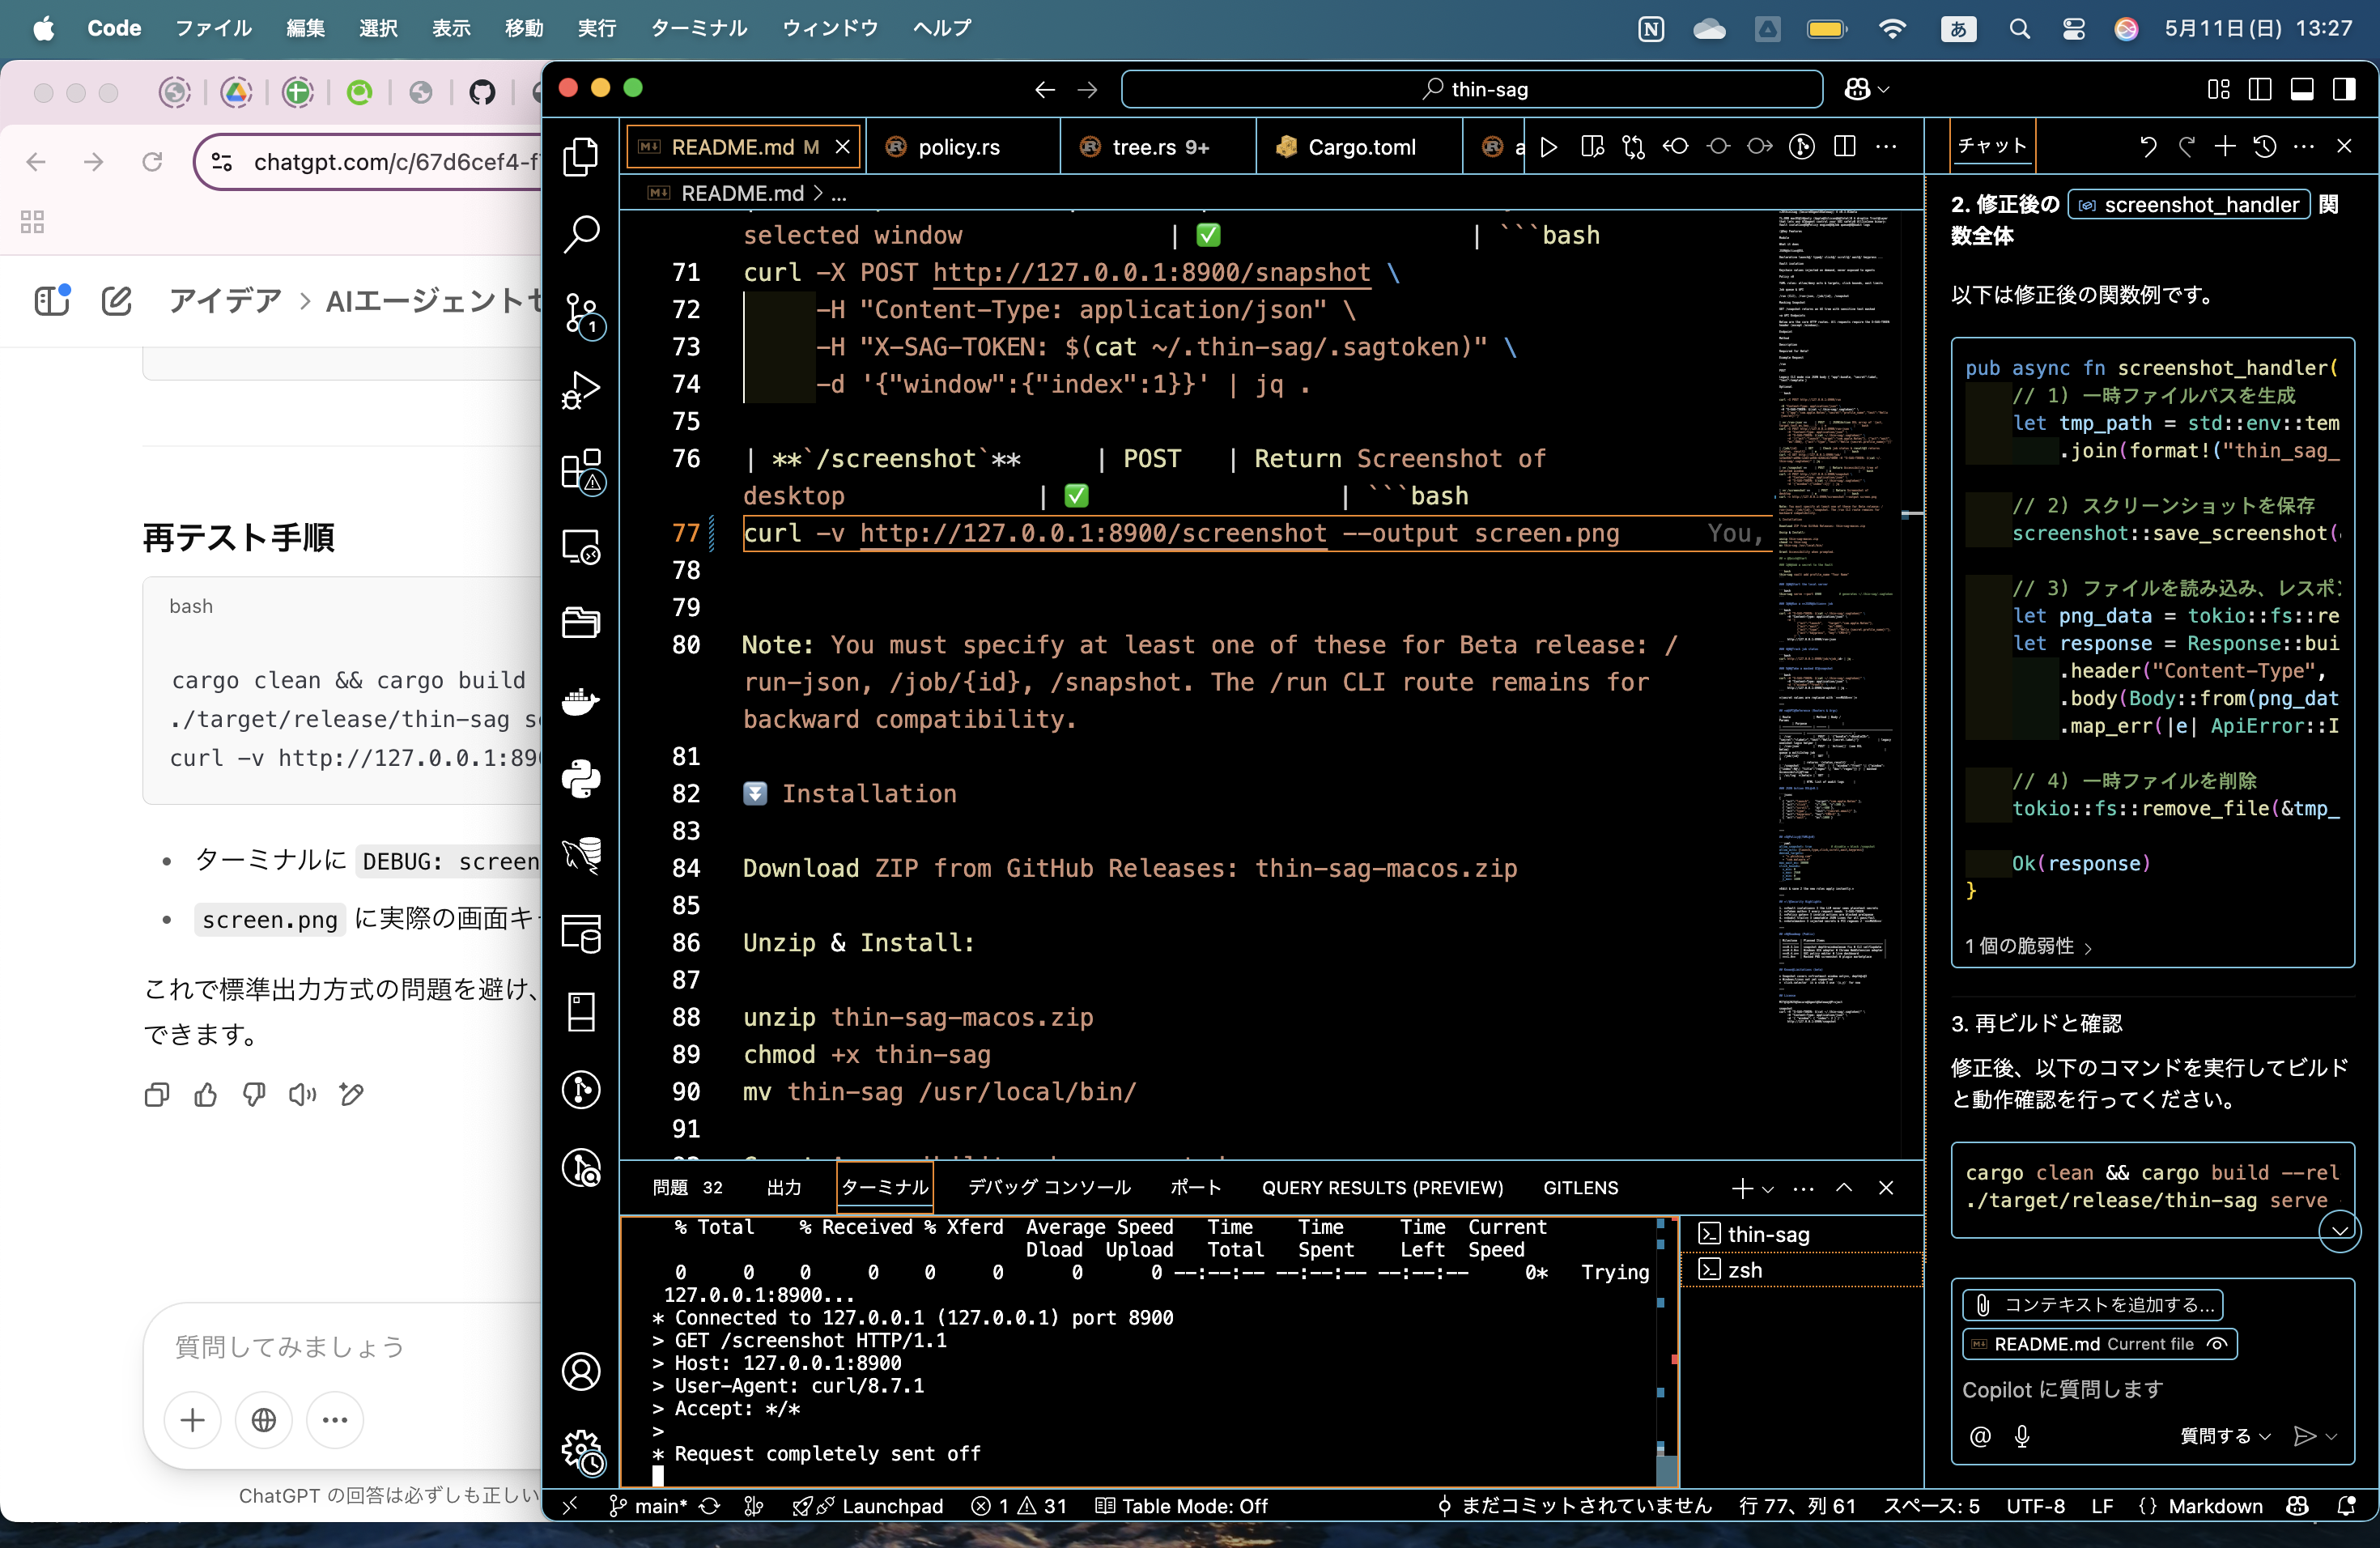 Code ファイル 編集 選択 表示 移動 実行 ターミナル ウィンドウ ヘルプ
あ 5月11日(日) 13:27
chatgpt.com/c/67d6cef4-f
アイデア > AIエージェントセ
再テスト手順
bash
cargo clean && cargo build
./target/release/thin-sag se
curl -v http://127.0.0.1:890
• ターミナルに DEBUG: screen
• screen.png に実際の画面キャ
これで標準出力方式の問題を避け、
できます。
質問してみましょう
ChatGPT の回答は必ずしも正しい
thin-sag
README.md M
policy.rs
tree.rs 9+
Cargo.toml
README.md > ...
selected window | ✅ | ```bash
71 curl -X POST http://127.0.0.1:8900/snapshot \
72 -H "Content-Type: application/json" \
73 -H "X-SAG-TOKEN: $(cat ~/.thin-sag/.sagtoken)" \
74 -d '{"window":{"index":1}}' | jq .
75
76 | **`/screenshot`** | POST | Return Screenshot of
desktop | ✅ | ```bash
77 curl -v http://127.0.0.1:8900/screenshot --output screen.png You,
78
79
80 Note: You must specify at least one of these for Beta release: /
run-json, /job/{id}, /snapshot. The /run CLI route remains for
backward compatibility.
81
82 ⏬ Installation
83
84 Download ZIP from GitHub Releases: thin-sag-macos.zip
85
86 Unzip & Install:
87
88 unzip thin-sag-macos.zip
89 chmod +x thin-sag
90 mv thin-sag /usr/local/bin/
91
問題 32 出力 ターミナル デバッグ コンソール ポート QUERY RESULTS (PREVIEW) GITLENS
% Total % Received % Xferd Average Speed Time Time Time Current
Dload Upload Total Spent Left Speed
0 0 0 0 0 0 0 0 --:--:-- --:--:-- --:--:-- 0* Trying
127.0.0.1:8900...
* Connected to 127.0.0.1 (127.0.0.1) port 8900
> GET /screenshot HTTP/1.1
> Host: 127.0.0.1:8900
> User-Agent: curl/8.7.1
> Accept: */*
>
* Request completely sent off
thin-sag
zsh
チャット
2. 修正後の screenshot_handler 関
数全体
以下は修正後の関数例です。
pub async fn screenshot_handler(
// 1) 一時ファイルパスを生成
let tmp_path = std::env::tem
.join(format!("thin_sag_
// 2) スクリーンショットを保存
screenshot::save_screenshot(
// 3) ファイルを読み込み、レスポン
let png_data = tokio::fs::re
let response = Response::bui
.header("Content-Type",
.body(Body::from(png_dat
.map_err(|e| ApiError::I
// 4) 一時ファイルを削除
tokio::fs::remove_file(&tmp_
Ok(response)
}
1 個の脆弱性 >
3. 再ビルドと確認
修正後、以下のコマンドを実行してビルド
と動作確認を行ってください。
cargo clean && cargo build --rel
./target/release/thin-sag serve
コンテキストを追加する...
README.md Current file
Copilot に質問します
質問する
main* Launchpad 1 31 Table Mode: Off まだコミットされていません 行 77、列 61 スペース: 5 UTF-8 LF {} Markdown